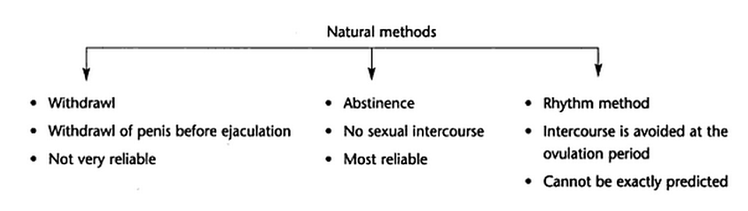 Natural methods
• Withdrawl
• Withdrawl of penis before ejaculation
• Not very reliable
• Abstinence
• No sexual intercourse
• Most reliable
• Rhythm method
• Intercourse is avoided at the
ovulation period
• Cannot be exactly predicted